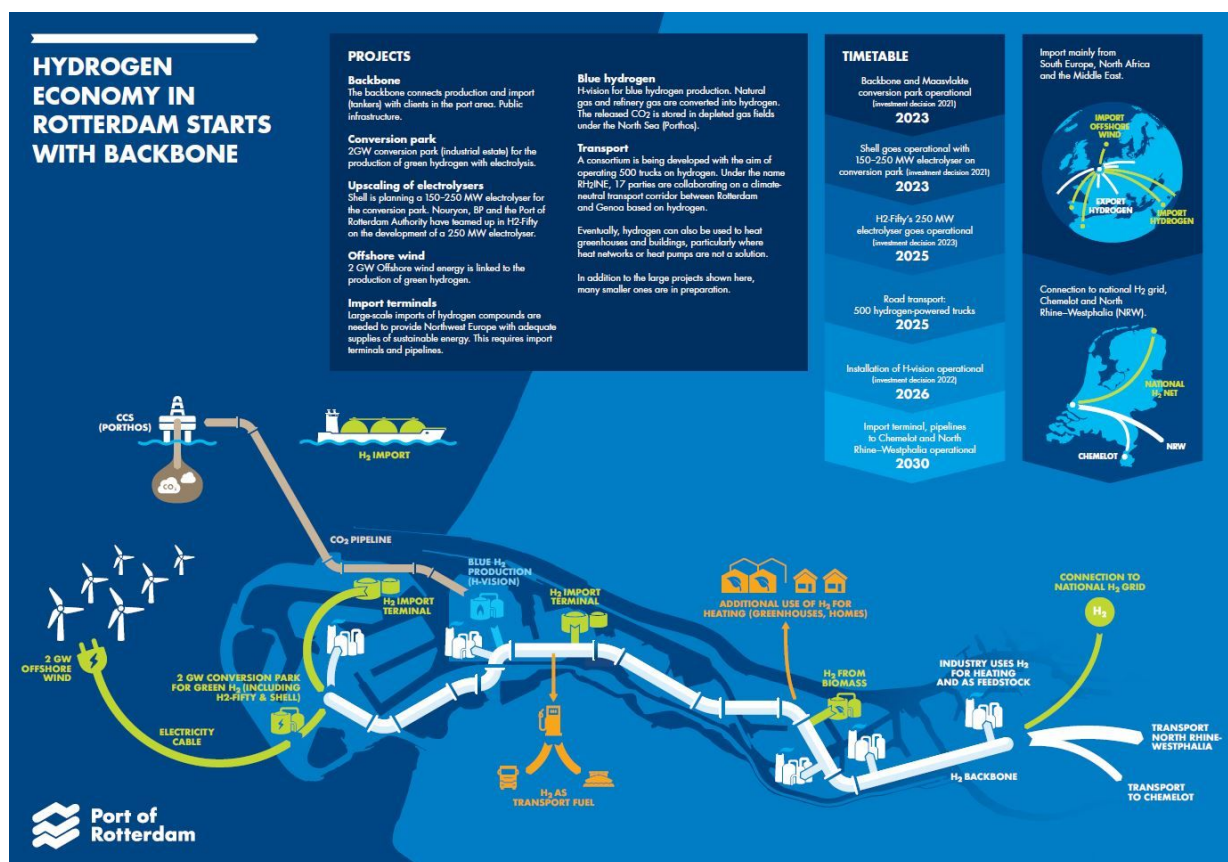 HYDROGEN
ECONOMY IN
ROTTERDAM STARTS
WITH BACKBONE
PROJECTS
Backbone
The backbone connects production and import
(tankers) with clients in the port area. Public
infrastructure.
Conversion park
2GW conversion park (industrial estate) for the
production of green hydrogen with electrolysis.
Upscaling of electrolysers
Shell is planning a 150–250 MW electrolyser for
the conversion park. Nouryon, BP and the Port of
Rotterdam Authority have teamed up in H2-Fifty
on the development of a 250 MW electrolyser.
Offshore wind
2 GW Offshore wind energy is linked to the
production of green hydrogen.
Import terminals
Large-scale imports of hydrogen compounds are
needed to provide Northwest Europe with adequate
supplies of sustainable energy. This requires import
terminals and pipelines.
Blue hydrogen
H-vision for blue hydrogen production. Natural
gas and refinery gas are converted into hydrogen.
The released CO₂ is stored in depleted gas fields
under the North Sea (Porthos).
Transport
A consortium is being developed with the aim of
operating 500 trucks on hydrogen. Under the name
RH₂INE, 17 parties are collaborating on a climate-
neutral transport corridor between Rotterdam
and Genoa based on hydrogen.
Eventually, hydrogen can also be used to heat
greenhouses and buildings, particularly where
heat networks or heat pumps are not a solution.
In addition to the large projects shown here,
many smaller ones are in preparation.
TIMETABLE
Backbone and Maasvlakte
conversion park operational
(investment decision 2021)
2023
Shell goes operational with
150–250 MW electrolyser on
conversion park (investment decision 2021)
2023
H2-Fifty's 250 MW
electrolyser goes operational
(investment decision 2023)
2025
Road transport:
500 hydrogen-powered trucks
2025
Installation of H-vision operational
(investment decision 2022)
2026
Import terminal, pipelines
to Chemelot and North
Rhine–Westphalia operational
2030
Import mainly from
South Europe, North Africa
and the Middle East.
IMPORT
OFFSHORE
WIND
EXPORT
HYDROGEN
IMPORT
HYDROGEN
Connection to national H₂ grid,
Chemelot and North
Rhine–Westphalia (NRW).
NATIONAL
H₂ NET
NRW
CHEMELOT
CCS
(PORTHOS)
CO₂
H₂ IMPORT
CO₂ PIPELINE
BLUE H₂
PRODUCTION
(H-VISION)
H₂ IMPORT
TERMINAL
H₂ IMPORT
TERMINAL
ADDITIONAL USE OF H₂ FOR
HEATING (GREENHOUSES, HOMES)
CONNECTION TO
NATIONAL H₂ GRID
H₂
2 GW
OFFSHORE
WIND
2 GW CONVERSION PARK
FOR GREEN H₂ (INCLUDING
H2-FIFTY & SHELL)
ELECTRICITY
CABLE
H₂ FROM
BIOMASS
INDUSTRY USES H₂
FOR HEATING
AND AS FEEDSTOCK
H₂ AS
TRANSPORT FUEL
H₂ BACKBONE
TRANSPORT
NORTH RHINE-
WESTPHALIA
TRANSPORT
TO CHEMELOT
Port of
Rotterdam